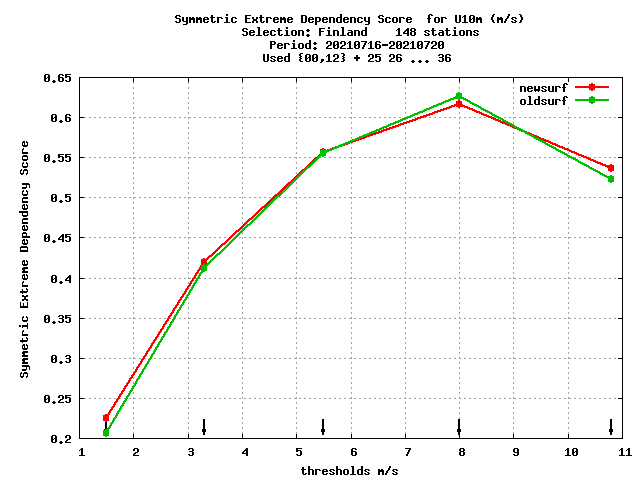 Symmetric Extreme Dependency Score  for U10m (m/s)
Selection: Finland    148 stations
Period: 20210716-20210720
Used {00,12} + 25 26 ... 36
newsurf
oldsurf
Symmetric Extreme Dependency Score
0.65
0.6
0.55
0.5
0.45
0.4
0.35
0.3
0.25
0.2
1 2 3 4 5 6 7 8 9 10 11
thresholds m/s